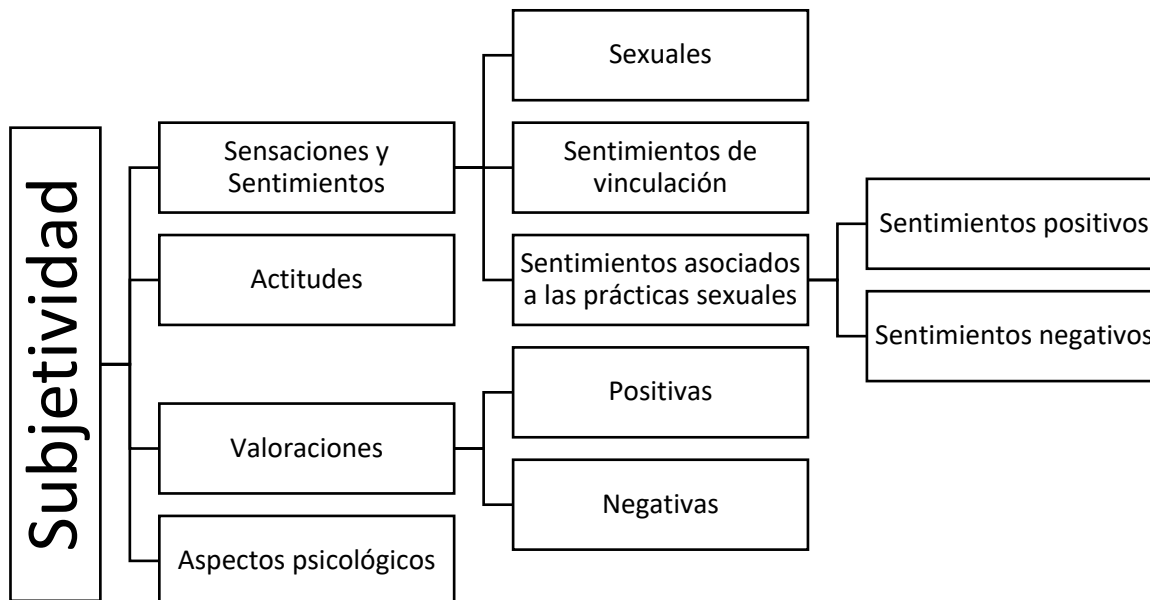 Subjetividad
Sensaciones y
Sentimientos
Sexuales
Sentimientos de
vinculación
Sentimientos asociados
a las prácticas sexuales
Sentimientos positivos
Sentimientos negativos
Actitudes
Valoraciones
Positivas
Negativas
Aspectos psicológicos